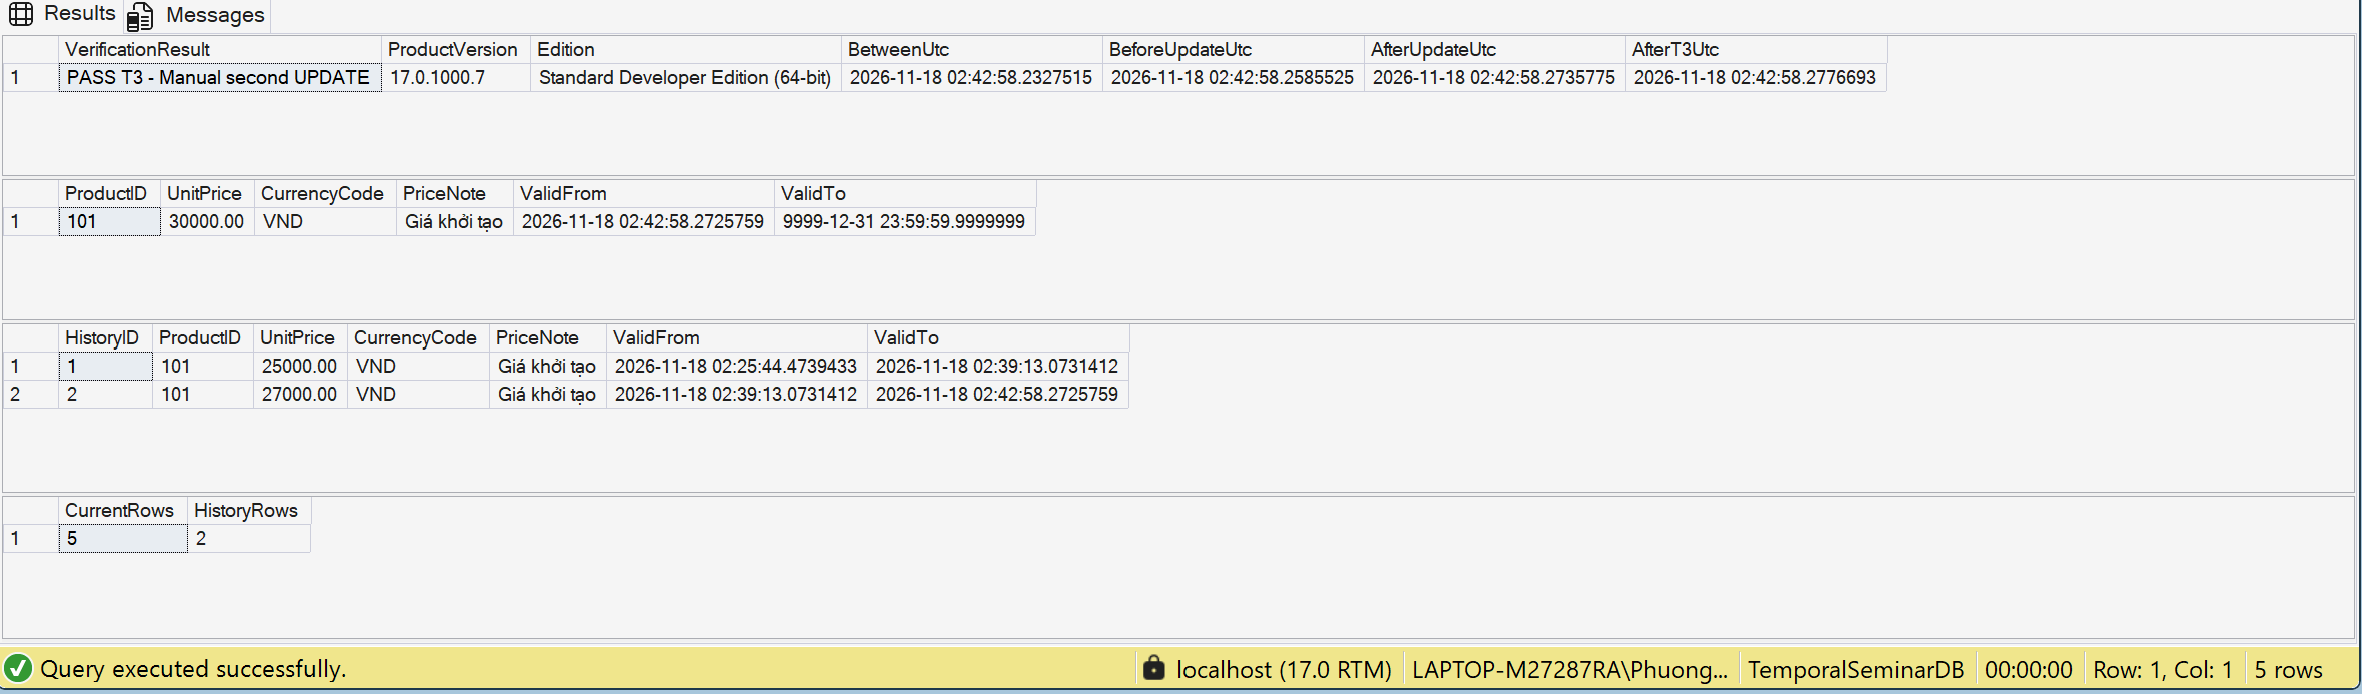 Results Messages
VerificationResult ProductVersion Edition BetweenUtc BeforeUpdateUtc AfterUpdateUtc AfterT3Utc
1 PASS T3 - Manual second UPDATE 17.0.1000.7 Standard Developer Edition (64-bit) 2026-11-18 02:42:58.2327515 2026-11-18 02:42:58.2585525 2026-11-18 02:42:58.2735775 2026-11-18 02:42:58.2776693
ProductID UnitPrice CurrencyCode PriceNote ValidFrom ValidTo
1 101 30000.00 VND Giá khởi tạo 2026-11-18 02:42:58.2725759 9999-12-31 23:59:59.9999999
HistoryID ProductID UnitPrice CurrencyCode PriceNote ValidFrom ValidTo
1 1 101 25000.00 VND Giá khởi tạo 2026-11-18 02:25:44.4739433 2026-11-18 02:39:13.0731412
2 2 101 27000.00 VND Giá khởi tạo 2026-11-18 02:39:13.0731412 2026-11-18 02:42:58.2725759
CurrentRows HistoryRows
1 5 2
Query executed successfully. localhost (17.0 RTM) LAPTOP-M27287RA\Phuong... TemporalSeminarDB 00:00:00 Row: 1, Col: 1 5 rows